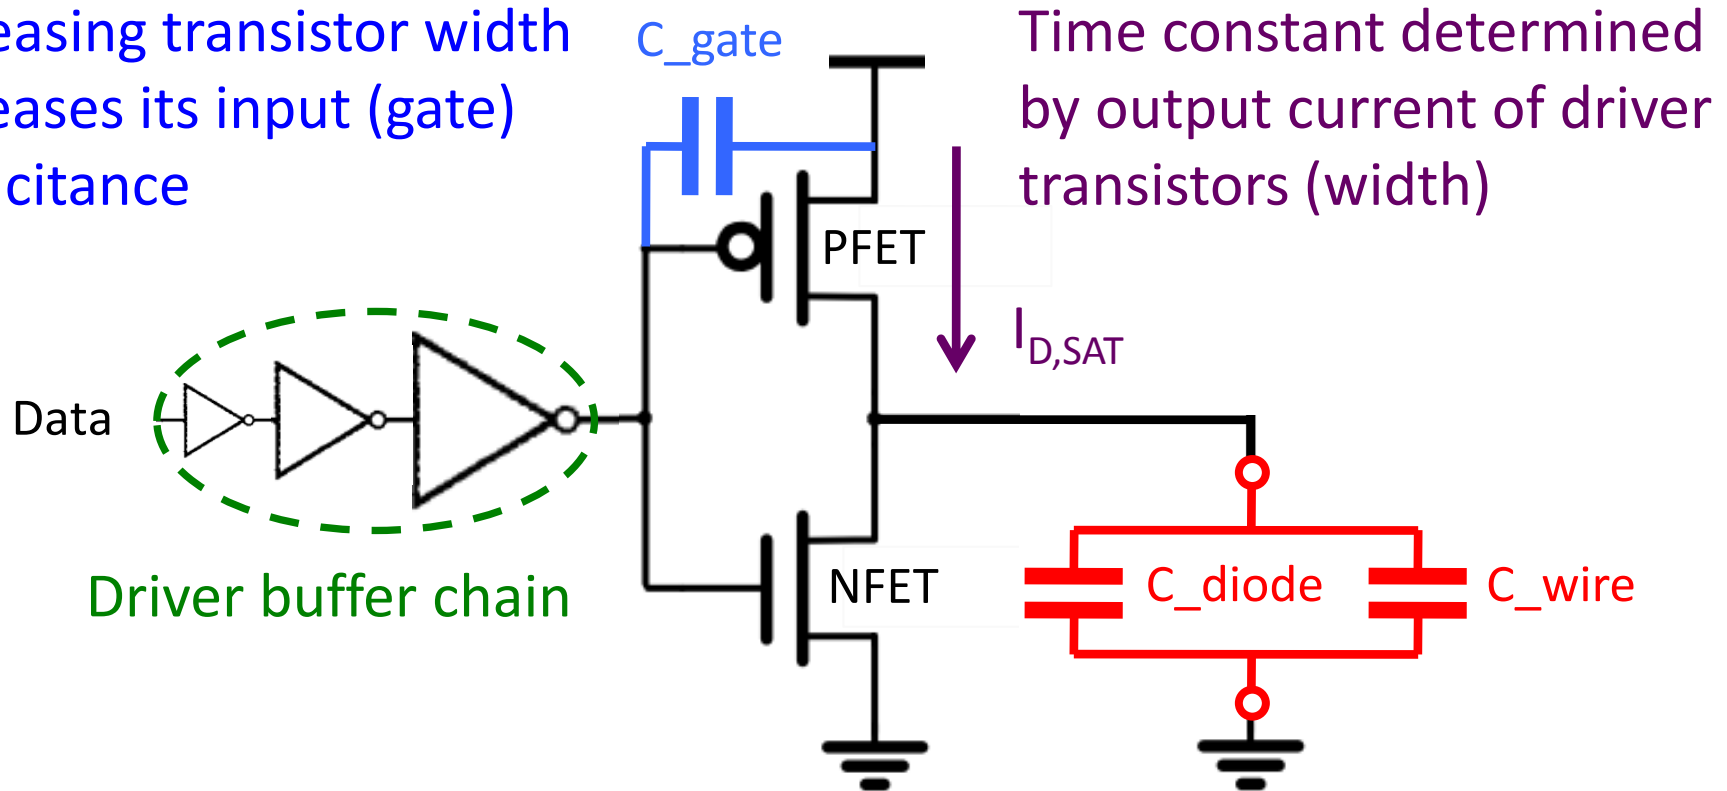 easing transistor width
eases its input (gate)
citance
C_gate
Time constant determined
by output current of driver
transistors (width)
PFET
I_D,SAT
Data
Driver buffer chain
NFET
C_diode
C_wire